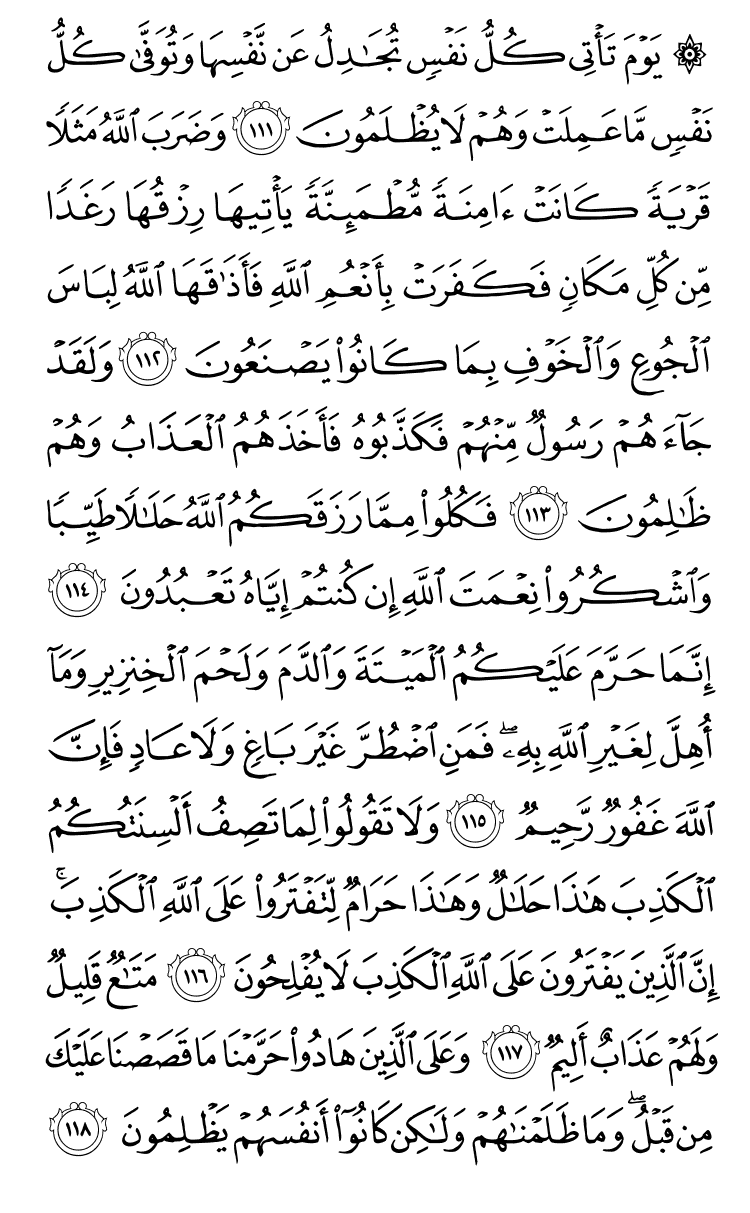 ۞ يَوْمَ تَأْتِى كُلُّ نَفْسٍ تُجَـٰدِلُ عَن نَّفْسِهَا وَتُوَفَّىٰ كُلُّ
نَفْسٍ مَّا عَمِلَتْ وَهُمْ لَا يُظْلَمُونَ ١١١ وَضَرَبَ ٱللَّهُ مَثَلًا
قَرْيَةً كَانَتْ ءَامِنَةً مُّطْمَئِنَّةً يَأْتِيهَا رِزْقُهَا رَغَدًا
مِّن كُلِّ مَكَانٍ فَكَفَرَتْ بِأَنْعُمِ ٱللَّهِ فَأَذَٰقَهَا ٱللَّهُ لِبَاسَ
ٱلْجُوعِ وَٱلْخَوْفِ بِمَا كَانُوا۟ يَصْنَعُونَ ١١٢ وَلَقَدْ
جَآءَهُمْ رَسُولٌ مِّنْهُمْ فَكَذَّبُوهُ فَأَخَذَهُمُ ٱلْعَذَابُ وَهُمْ
ظَـٰلِمُونَ ١١٣ فَكُلُوا۟ مِمَّا رَزَقَكُمُ ٱللَّهُ حَلَـٰلًا طَيِّبًا
وَٱشْكُرُوا۟ نِعْمَتَ ٱللَّهِ إِن كُنتُمْ إِيَّاهُ تَعْبُدُونَ ١١٤
إِنَّمَا حَرَّمَ عَلَيْكُمُ ٱلْمَيْتَةَ وَٱلدَّمَ وَلَحْمَ ٱلْخِنزِيرِ وَمَآ
أُهِلَّ لِغَيْرِ ٱللَّهِ بِهِۦ ۖ فَمَنِ ٱضْطُرَّ غَيْرَ بَاغٍ وَلَا عَادٍ فَإِنَّ
ٱللَّهَ غَفُورٌ رَّحِيمٌ ١١٥ وَلَا تَقُولُوا۟ لِمَا تَصِفُ أَلْسِنَتُكُمُ
ٱلْكَذِبَ هَـٰذَا حَلَـٰلٌ وَهَـٰذَا حَرَامٌ لِّتَفْتَرُوا۟ عَلَى ٱللَّهِ ٱلْكَذِبَ ۚ
إِنَّ ٱلَّذِينَ يَفْتَرُونَ عَلَى ٱللَّهِ ٱلْكَذِبَ لَا يُفْلِحُونَ ١١٦ مَتَـٰعٌ قَلِيلٌ
وَلَهُمْ عَذَابٌ أَلِيمٌ ١١٧ وَعَلَى ٱلَّذِينَ هَادُوا۟ حَرَّمْنَا مَا قَصَصْنَا عَلَيْكَ
مِن قَبْلُ ۖ وَمَا ظَلَمْنَـٰهُمْ وَلَـٰكِن كَانُوٓا۟ أَنفُسَهُمْ يَظْلِمُونَ ١١٨